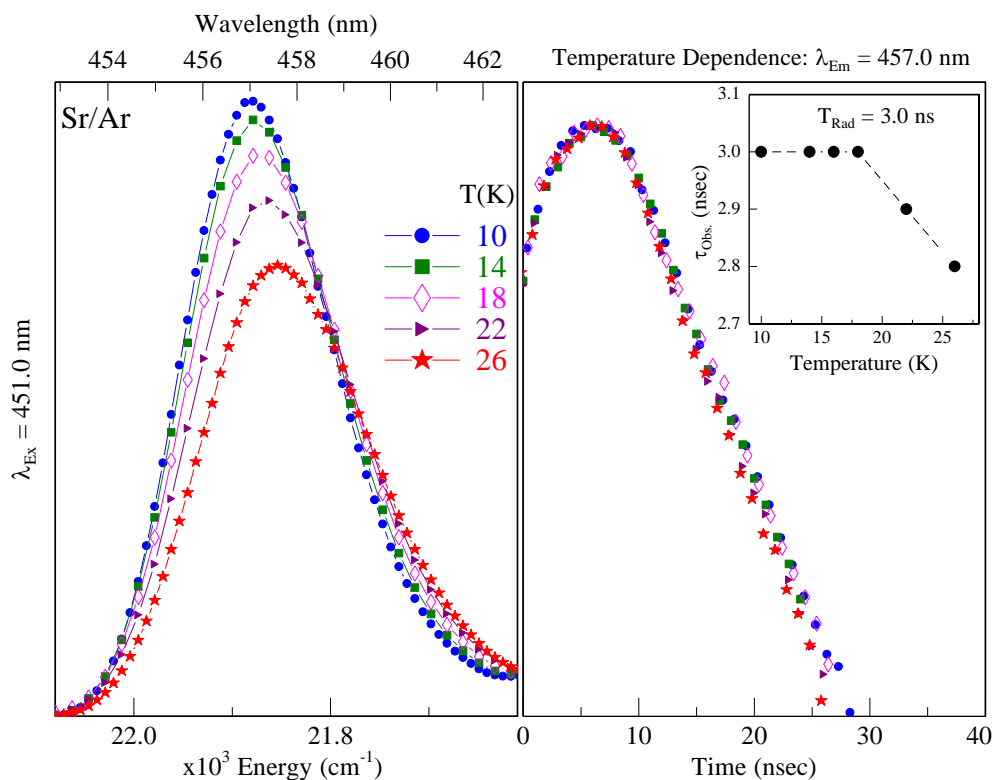 Wavelength (nm)
454 456 458 460 462
Temperature Dependence: λEm = 457.0 nm
Sr/Ar
T(K)
10
14
18
22
26
λEx = 451.0 nm
22.0 21.8
x10³ Energy (cm⁻¹)
3.1
3.0
2.9
2.8
2.7
τObs. (nsec)
TRad = 3.0 ns
10 15 20 25
Temperature (K)
0 10 20 30 40
Time (nsec)